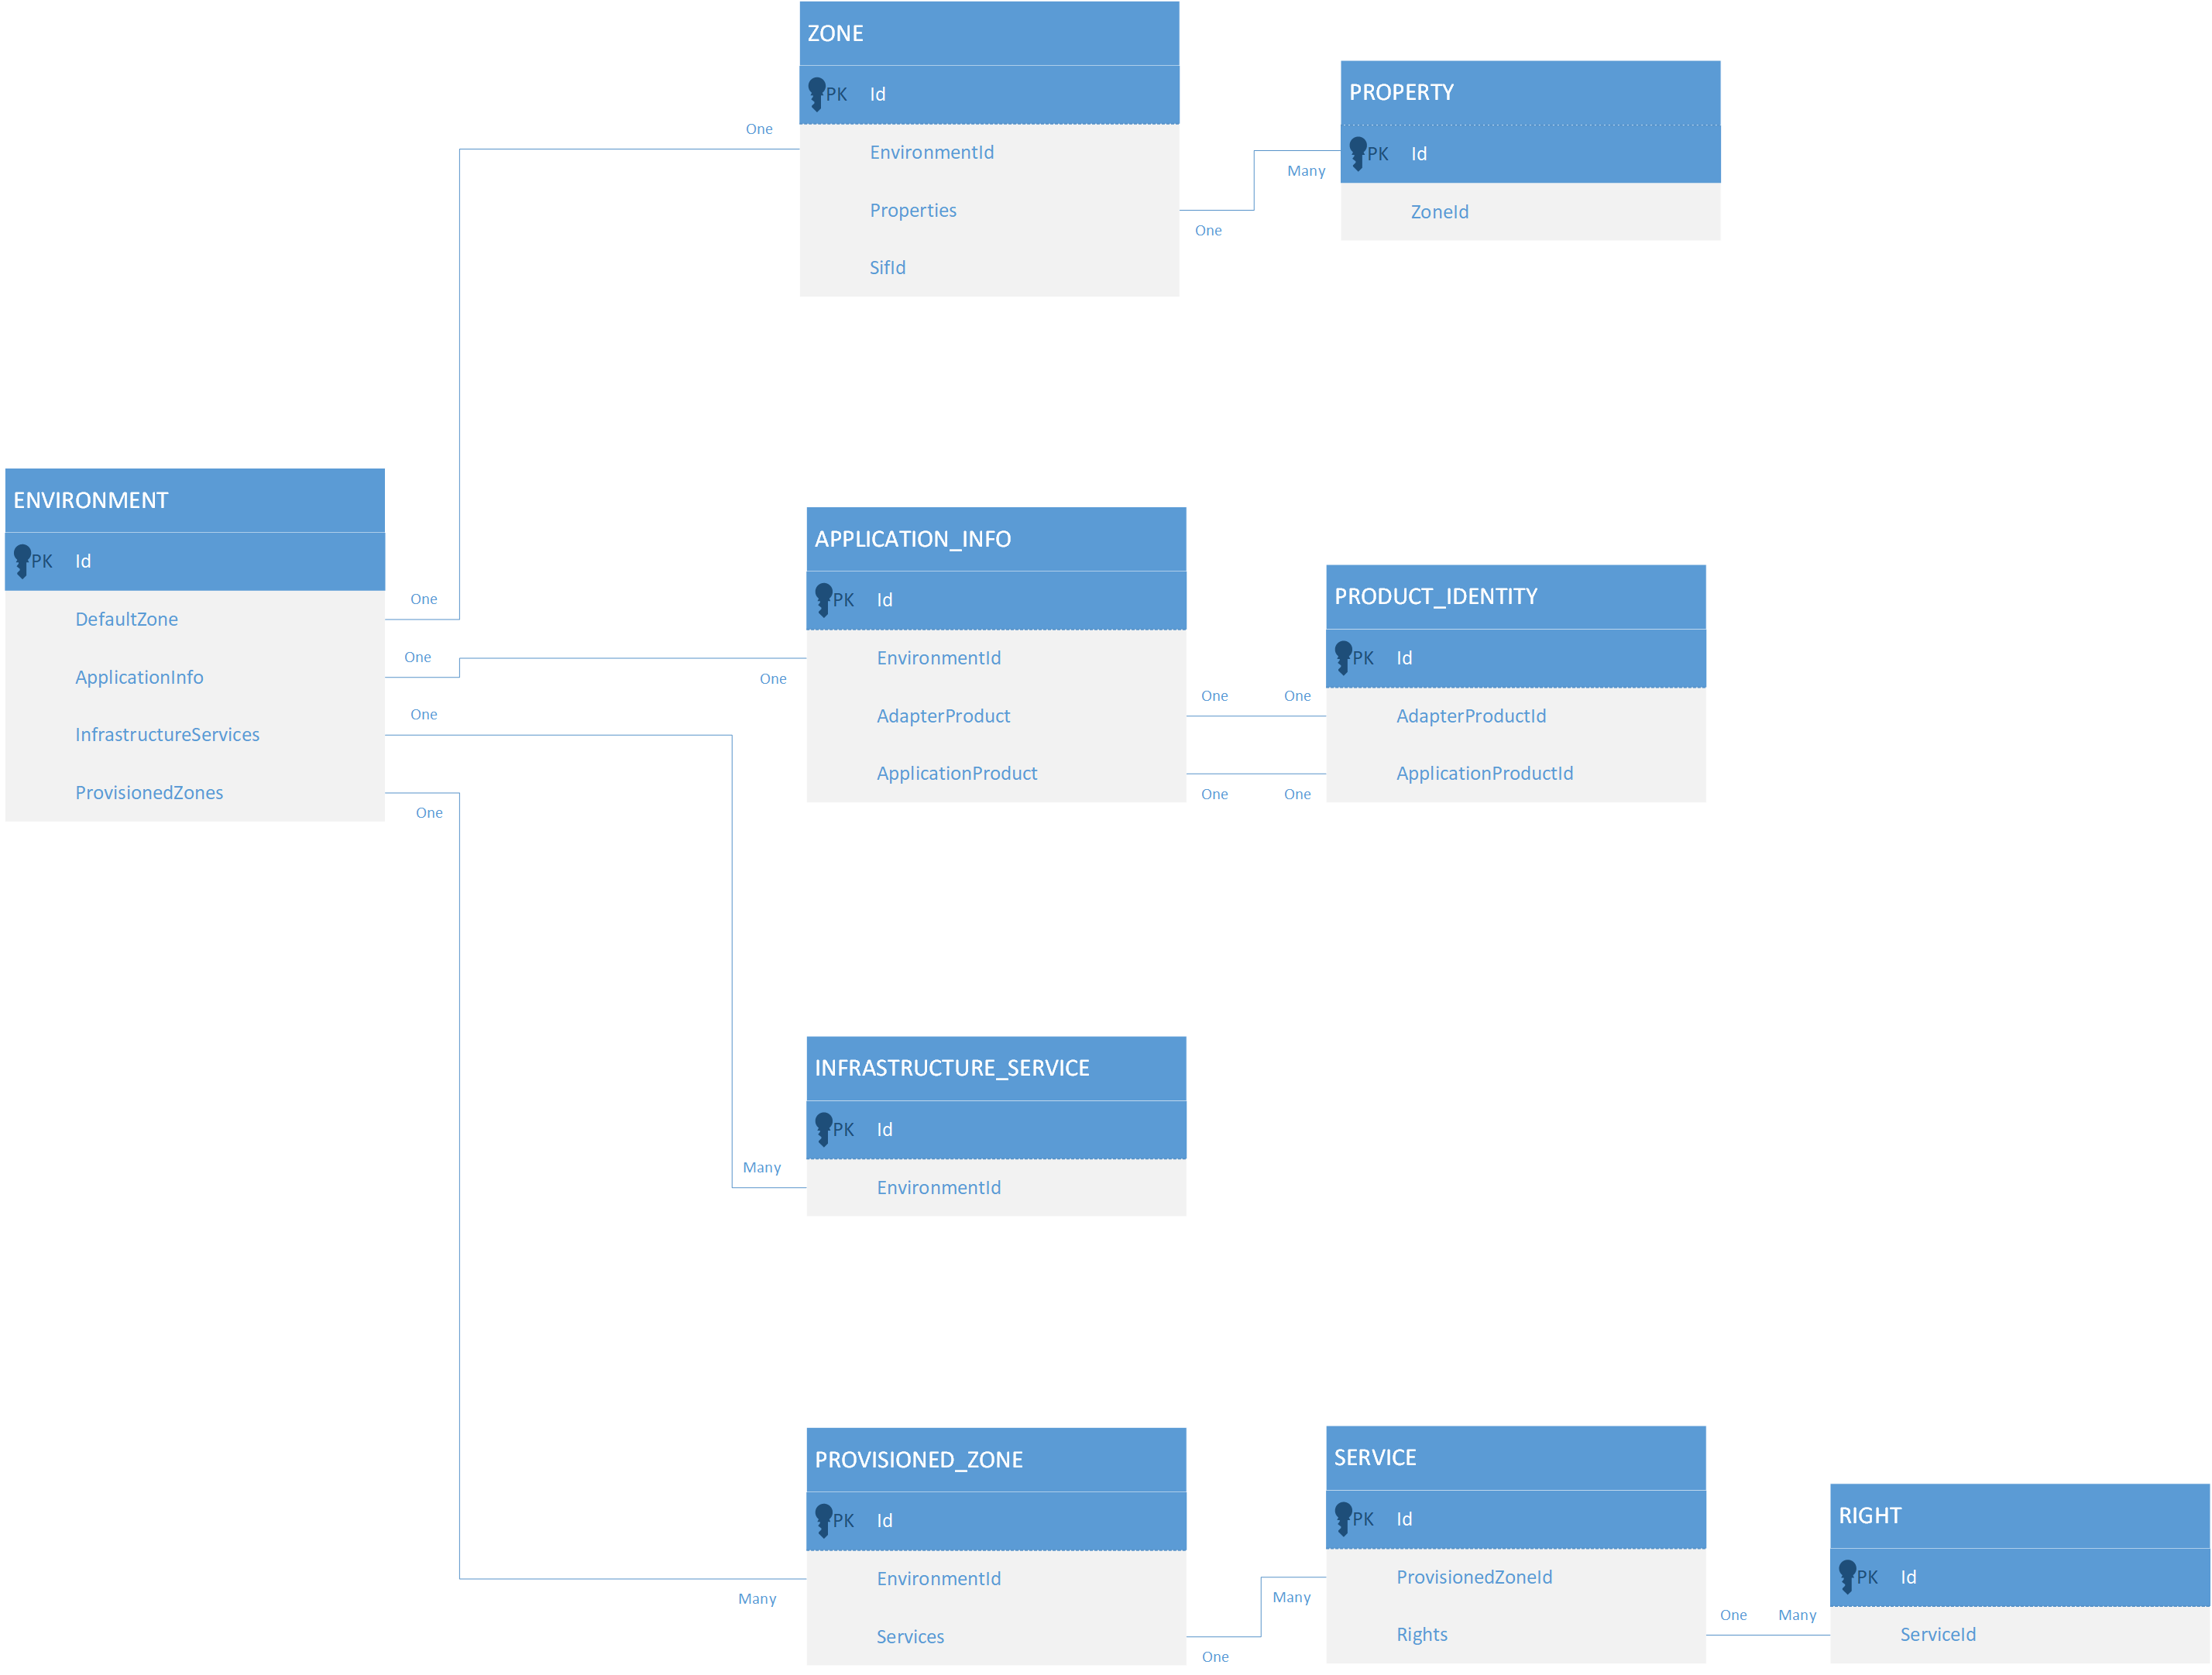 ZONE
PK Id
EnvironmentId
Properties
SifId
One
One
Many
PROPERTY
PK Id
ZoneId
ENVIRONMENT
PK Id
DefaultZone
ApplicationInfo
InfrastructureServices
ProvisionedZones
One
One
One
One
APPLICATION_INFO
PK Id
EnvironmentId
AdapterProduct
ApplicationProduct
One
One One
One One
PRODUCT_IDENTITY
PK Id
AdapterProductId
ApplicationProductId
INFRASTRUCTURE_SERVICE
PK Id
EnvironmentId
Many
PROVISIONED_ZONE
PK Id
EnvironmentId
Services
Many
One
Many
SERVICE
PK Id
ProvisionedZoneId
Rights
One Many
RIGHT
PK Id
ServiceId